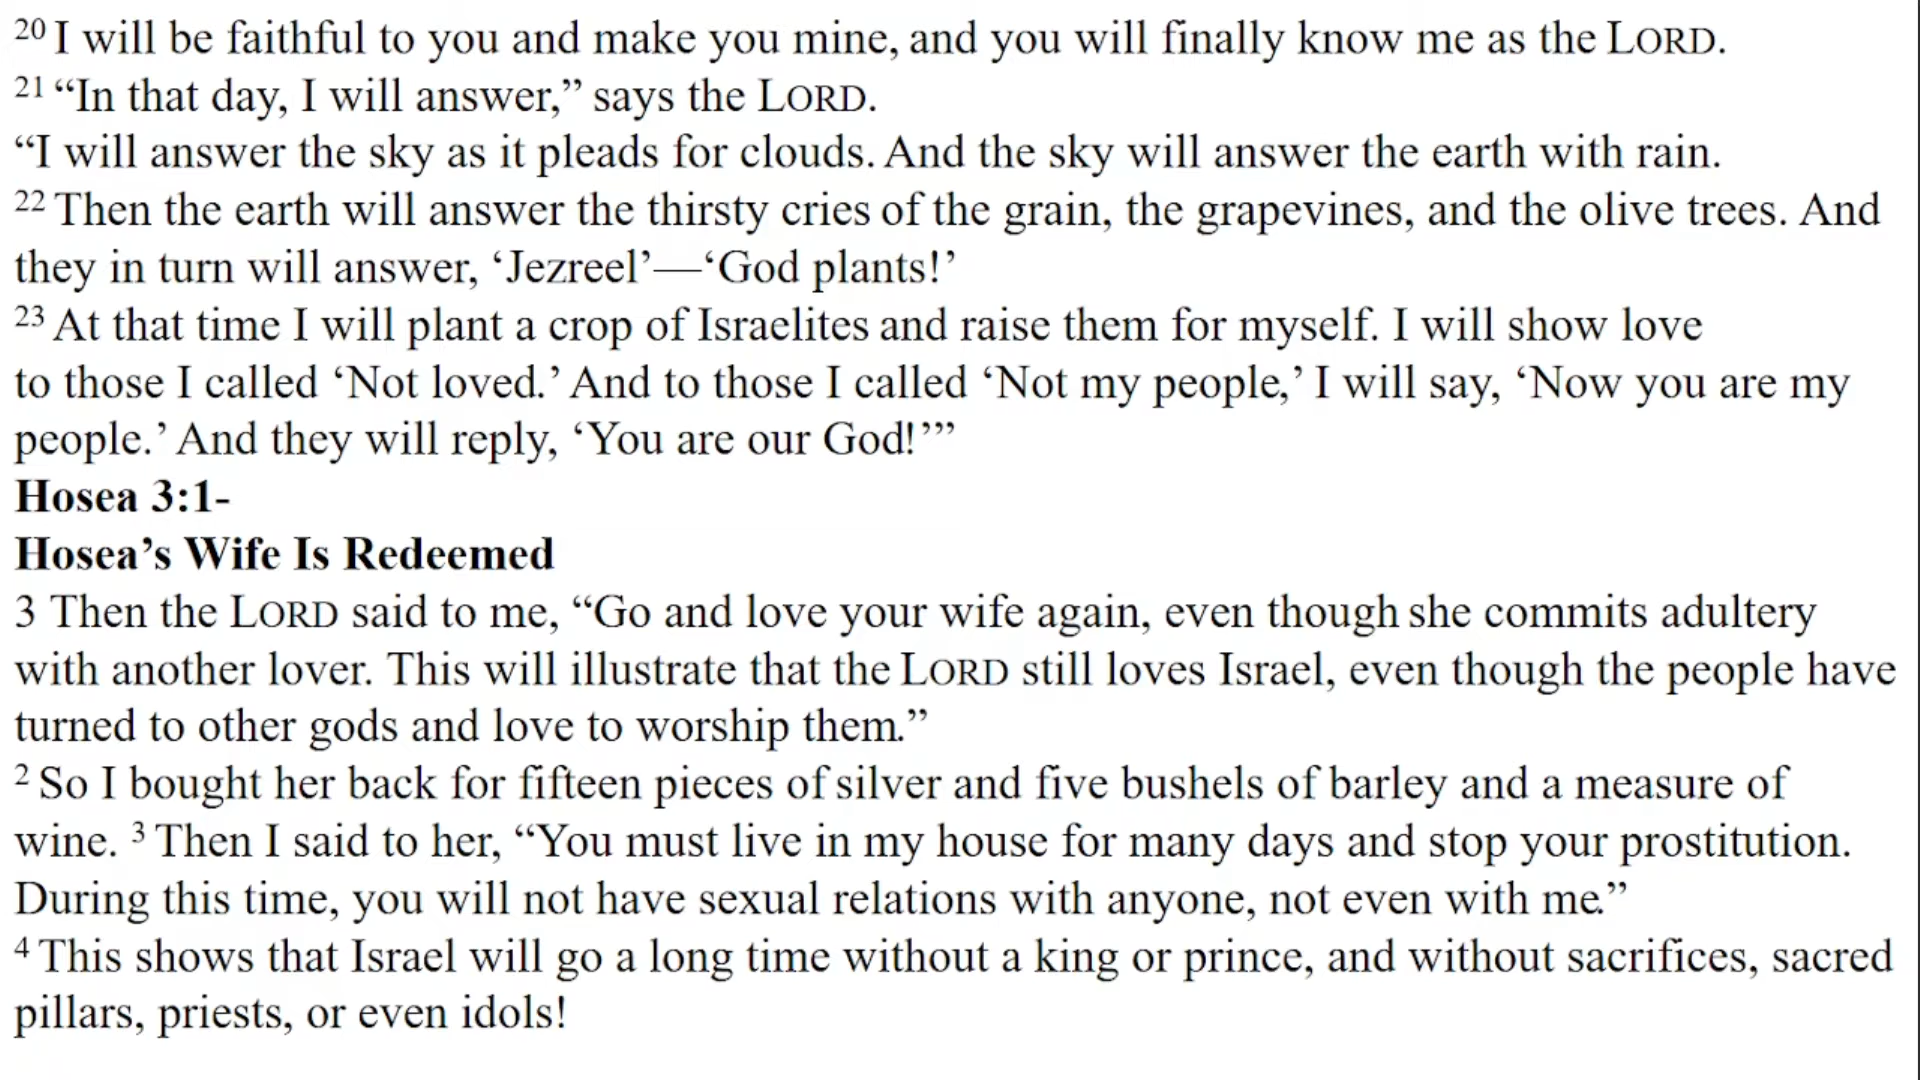 20 I will be faithful to you and make you mine, and you will finally know me as the LORD.
21 “In that day, I will answer,” says the LORD.
“I will answer the sky as it pleads for clouds. And the sky will answer the earth with rain.
22 Then the earth will answer the thirsty cries of the grain, the grapevines, and the olive trees. And
they in turn will answer, ‘Jezreel’—‘God plants!’
23 At that time I will plant a crop of Israelites and raise them for myself. I will show love
to those I called ‘Not loved.’ And to those I called ‘Not my people,’ I will say, ‘Now you are my
people.’ And they will reply, ‘You are our God!’”
Hosea 3:1-
Hosea’s Wife Is Redeemed
3 Then the LORD said to me, “Go and love your wife again, even though she commits adultery
with another lover. This will illustrate that the LORD still loves Israel, even though the people have
turned to other gods and love to worship them.”
2 So I bought her back for fifteen pieces of silver and five bushels of barley and a measure of
wine. 3 Then I said to her, “You must live in my house for many days and stop your prostitution.
During this time, you will not have sexual relations with anyone, not even with me.”
4 This shows that Israel will go a long time without a king or prince, and without sacrifices, sacred
pillars, priests, or even idols!